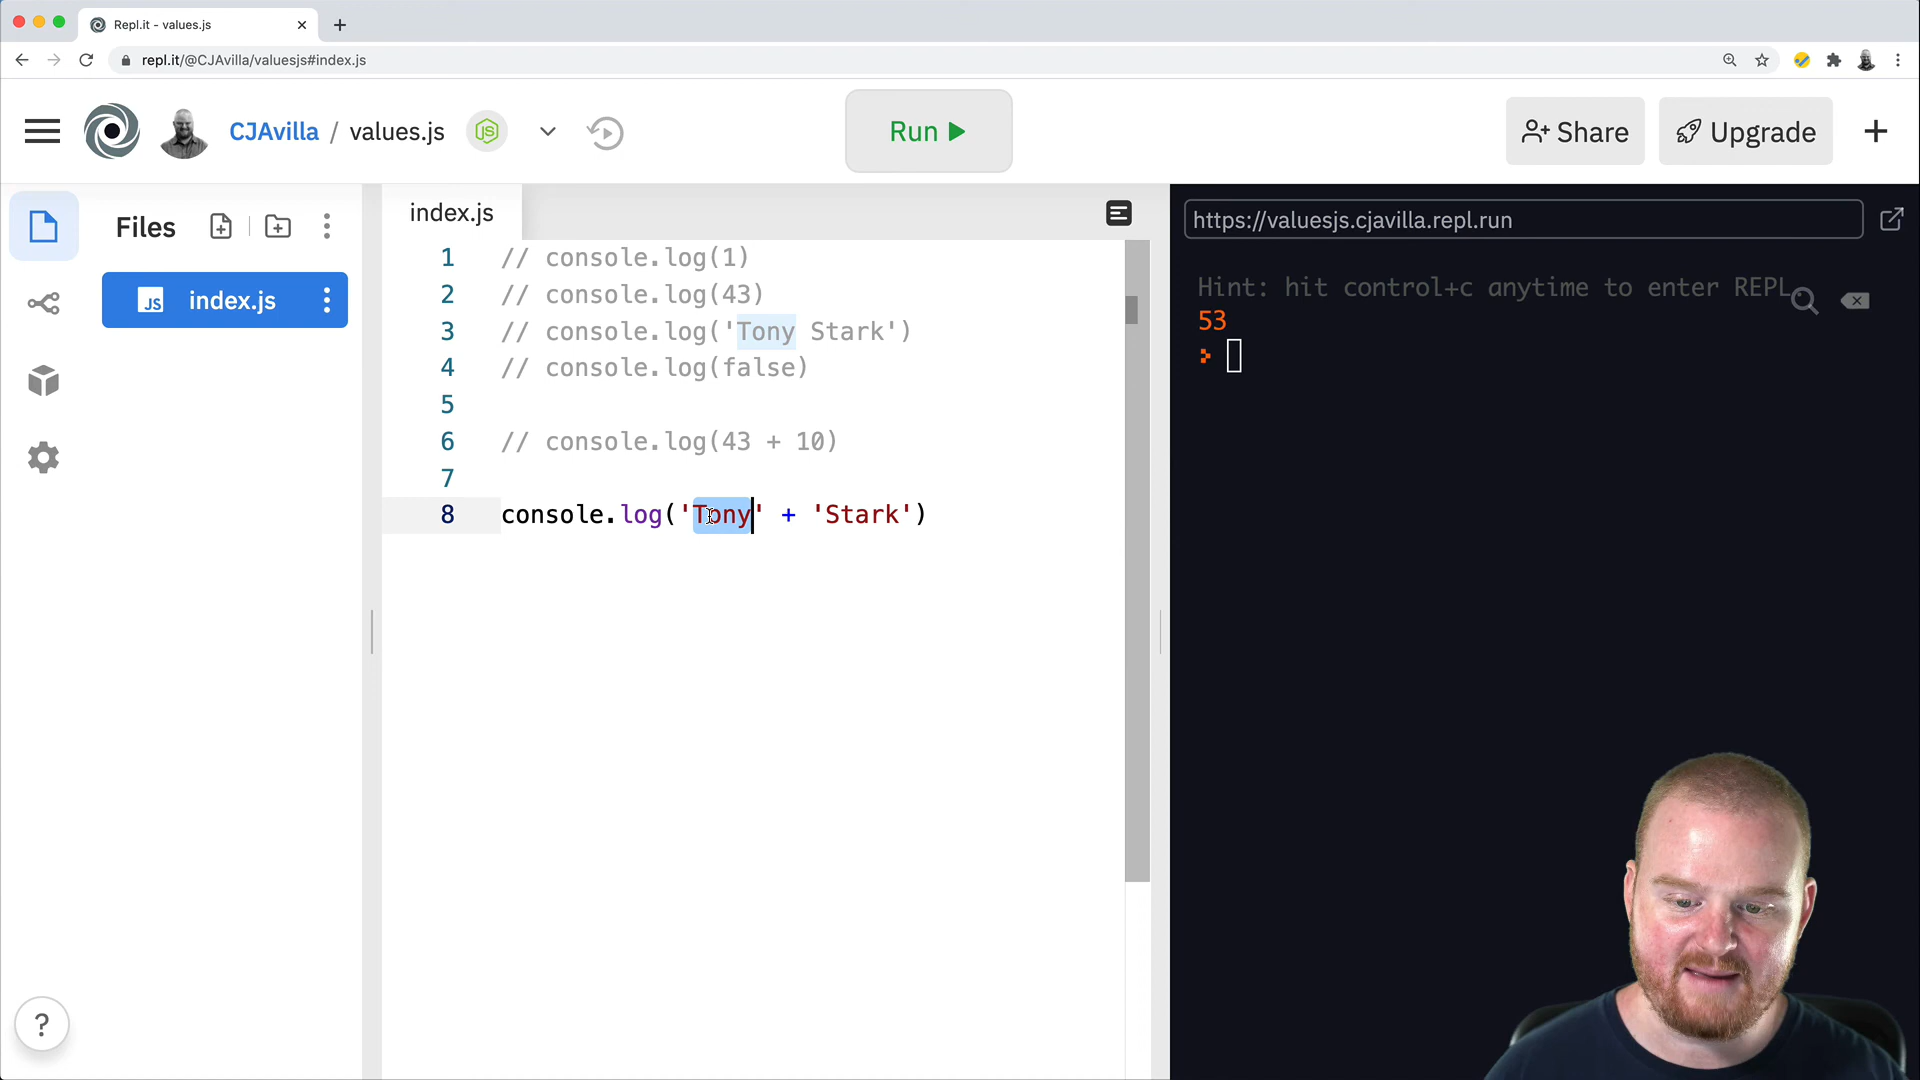 Repl.it - values.js
repl.it/@CJAvilla/valuesjs#index.js
CJAvilla / values.js
Run
Share
Upgrade
Files
JS index.js
index.js
1 // console.log(1)
2 // console.log(43)
3 // console.log('Tony Stark')
4 // console.log(false)
5
6 // console.log(43 + 10)
7
8 console.log('Tony' + 'Stark')
https://valuesjs.cjavilla.repl.run
Hint: hit control+c anytime to enter REPL.
53
?